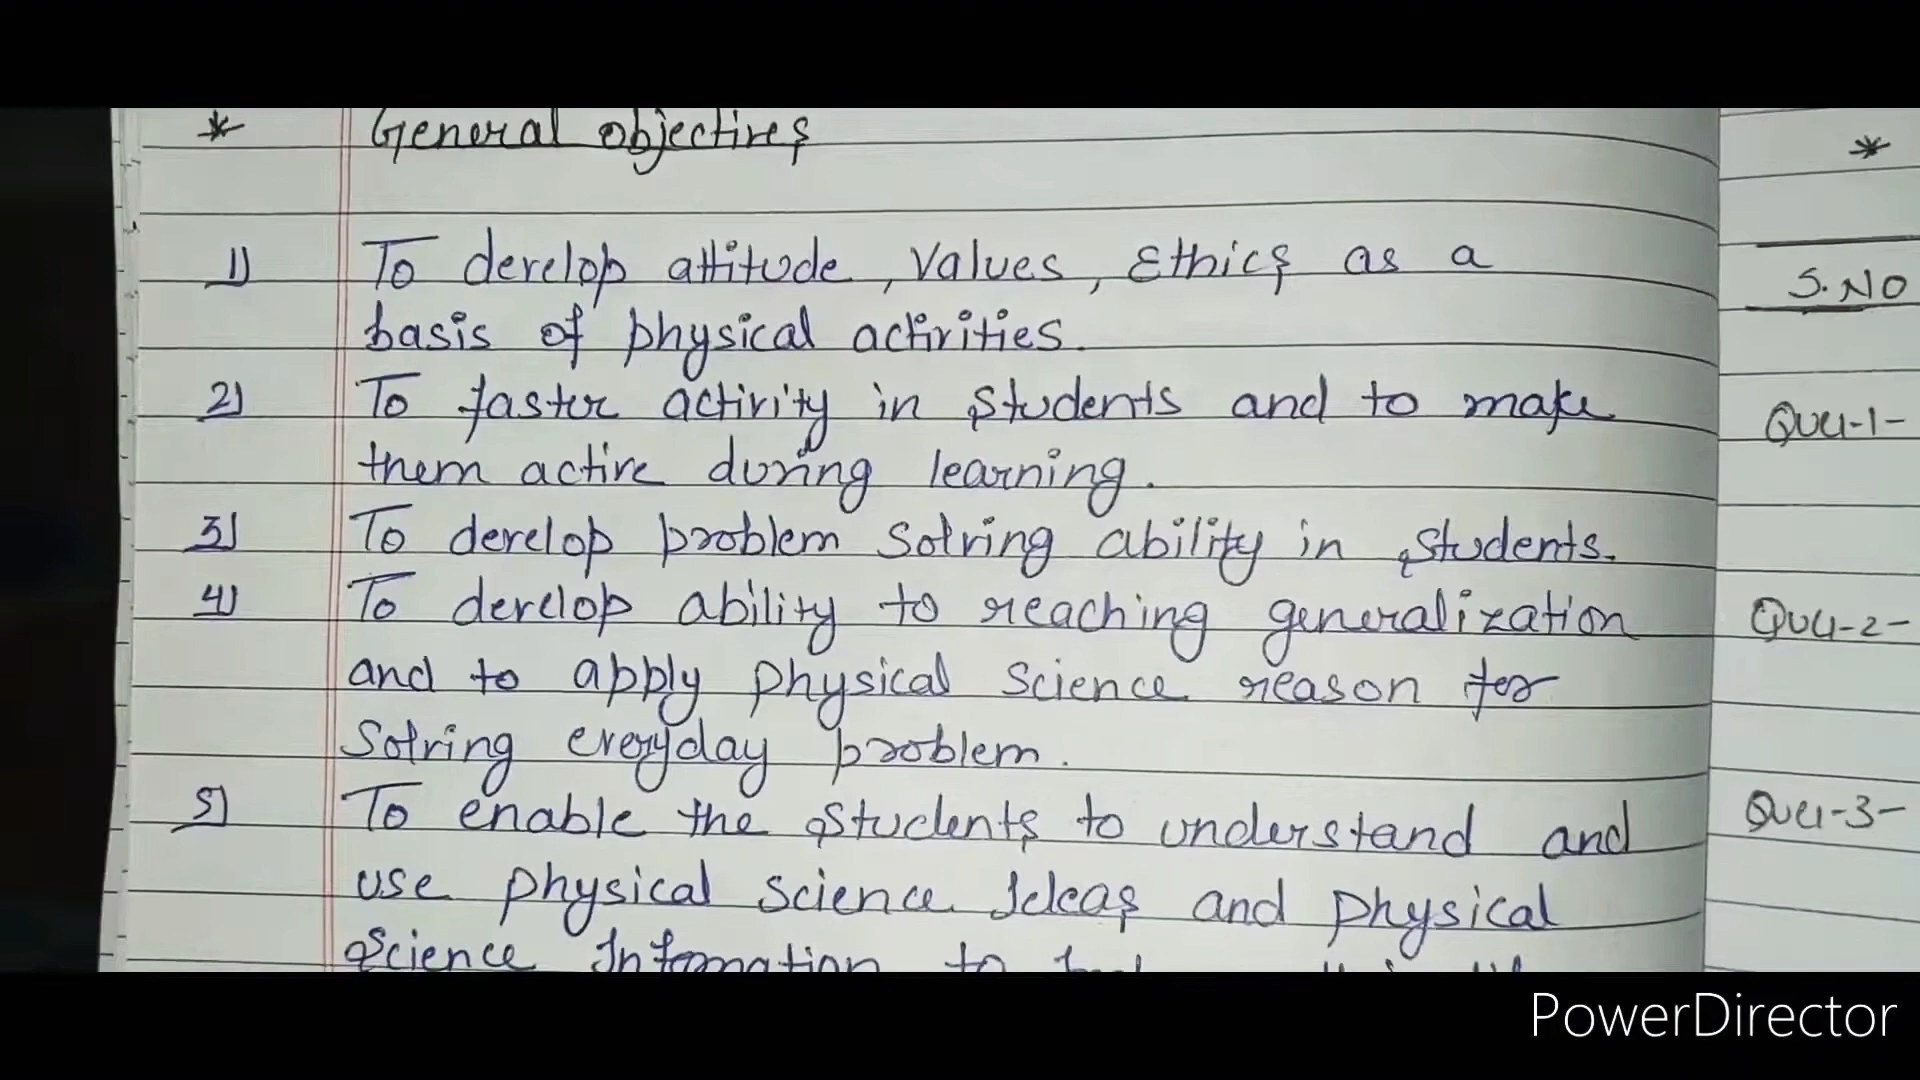 * General objectives
1) To develop attitude, Values, Ethics as a
basis of physical activities.
2) To faster activity in students and to make
them active during learning.
3) To develop problem solving ability in students.
4) To develop ability to reaching generalization
and to apply physical science reason for
solving everyday problem.
5) To enable the students to understand and
use physical science Ideas and physical
science Information to
*
S.NO
Que-1-
Que-2-
Que-3-
PowerDirector